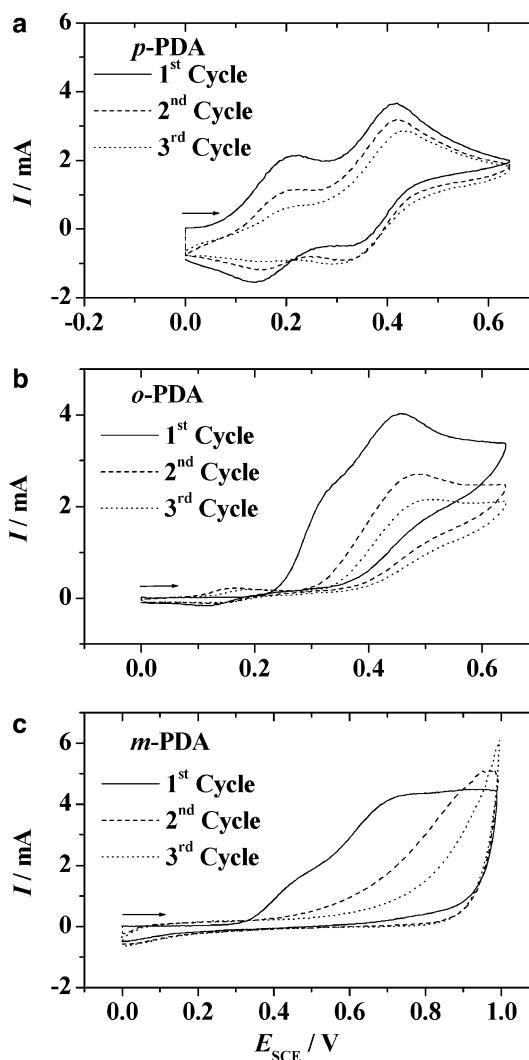 a
p-PDA
1st Cycle
2nd Cycle
3rd Cycle
I / mA
6
4
2
0
-2
-0.2 0.0 0.2 0.4 0.6
b
o-PDA
1st Cycle
2nd Cycle
3rd Cycle
I / mA
4
2
0
0.0 0.2 0.4 0.6
c
m-PDA
1st Cycle
2nd Cycle
3rd Cycle
I / mA
6
4
2
0
-2
0.0 0.2 0.4 0.6 0.8 1.0
ESCE / V